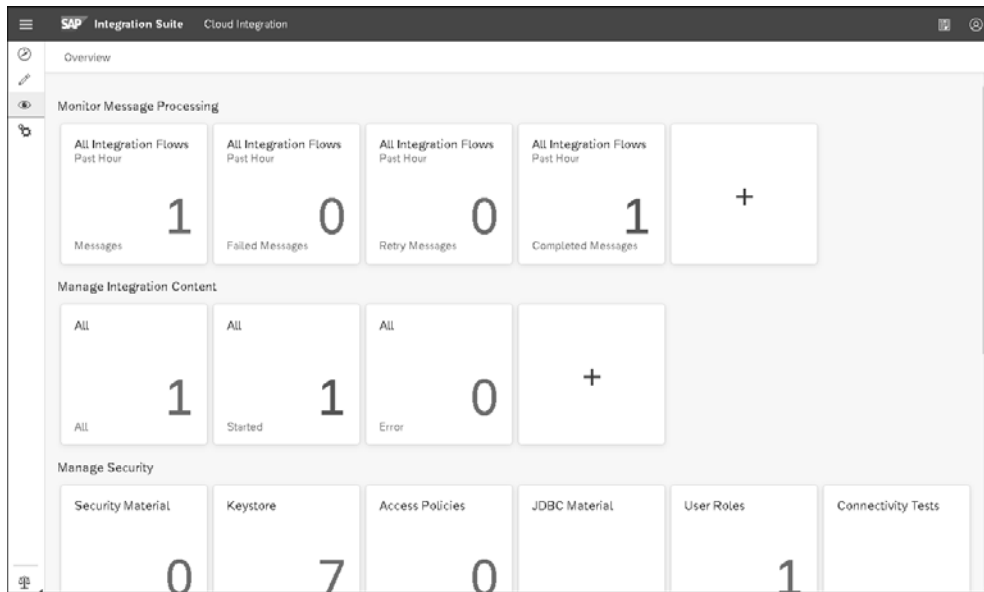 SAP Integration Suite Cloud Integration
Overview
Monitor Message Processing
All Integration Flows
Past Hour
1
Messages
All Integration Flows
Past Hour
0
Failed Messages
All Integration Flows
Past Hour
0
Retry Messages
All Integration Flows
Past Hour
1
Completed Messages
+
Manage Integration Content
All
1
All
All
1
Started
All
0
Error
+
Manage Security
Security Material
0
Keystore
7
Access Policies
0
JDBC Material
User Roles
1
Connectivity Tests